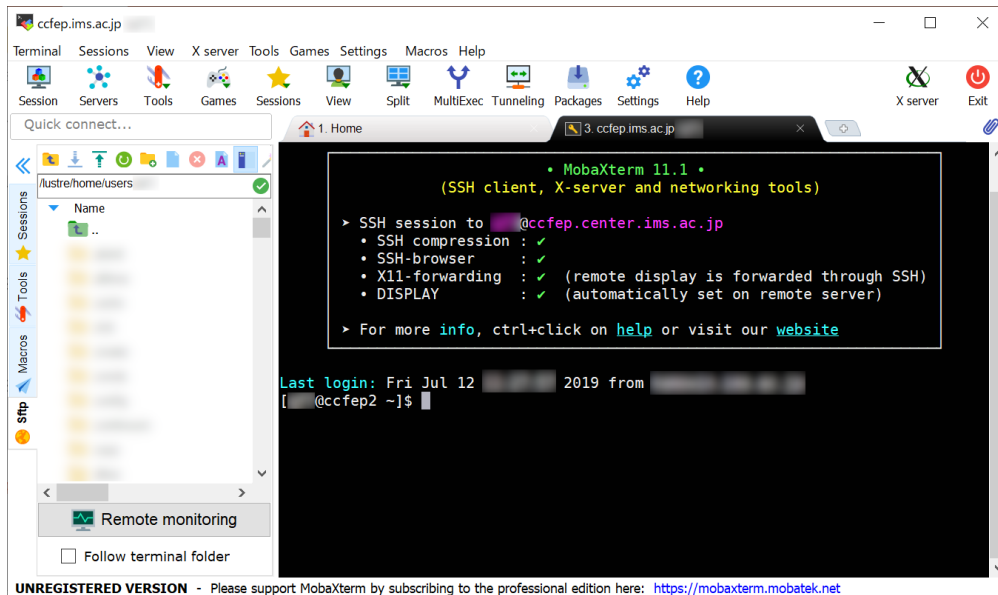 ccfep.ims.ac.jp
Terminal Sessions View X server Tools Games Settings Macros Help
Session Servers Tools Games Sessions View Split MultiExec Tunneling Packages Settings Help X server Exit
Quick connect...
1. Home
3. ccfep.ims.ac.jp
/lustre/home/users
Name
..
Sessions
Tools
Macros
Sftp
• MobaXterm 11.1 •
(SSH client, X-server and networking tools)
➤ SSH session to @ccfep.center.ims.ac.jp
• SSH compression : ✔
• SSH-browser : ✔
• X11-forwarding : ✔ (remote display is forwarded through SSH)
• DISPLAY : ✔ (automatically set on remote server)
➤ For more info, ctrl+click on help or visit our website
Last login: Fri Jul 12 2019 from
[ @ccfep2 ~]$
Remote monitoring
Follow terminal folder
UNREGISTERED VERSION - Please support MobaXterm by subscribing to the professional edition here: https://mobaxterm.mobatek.net